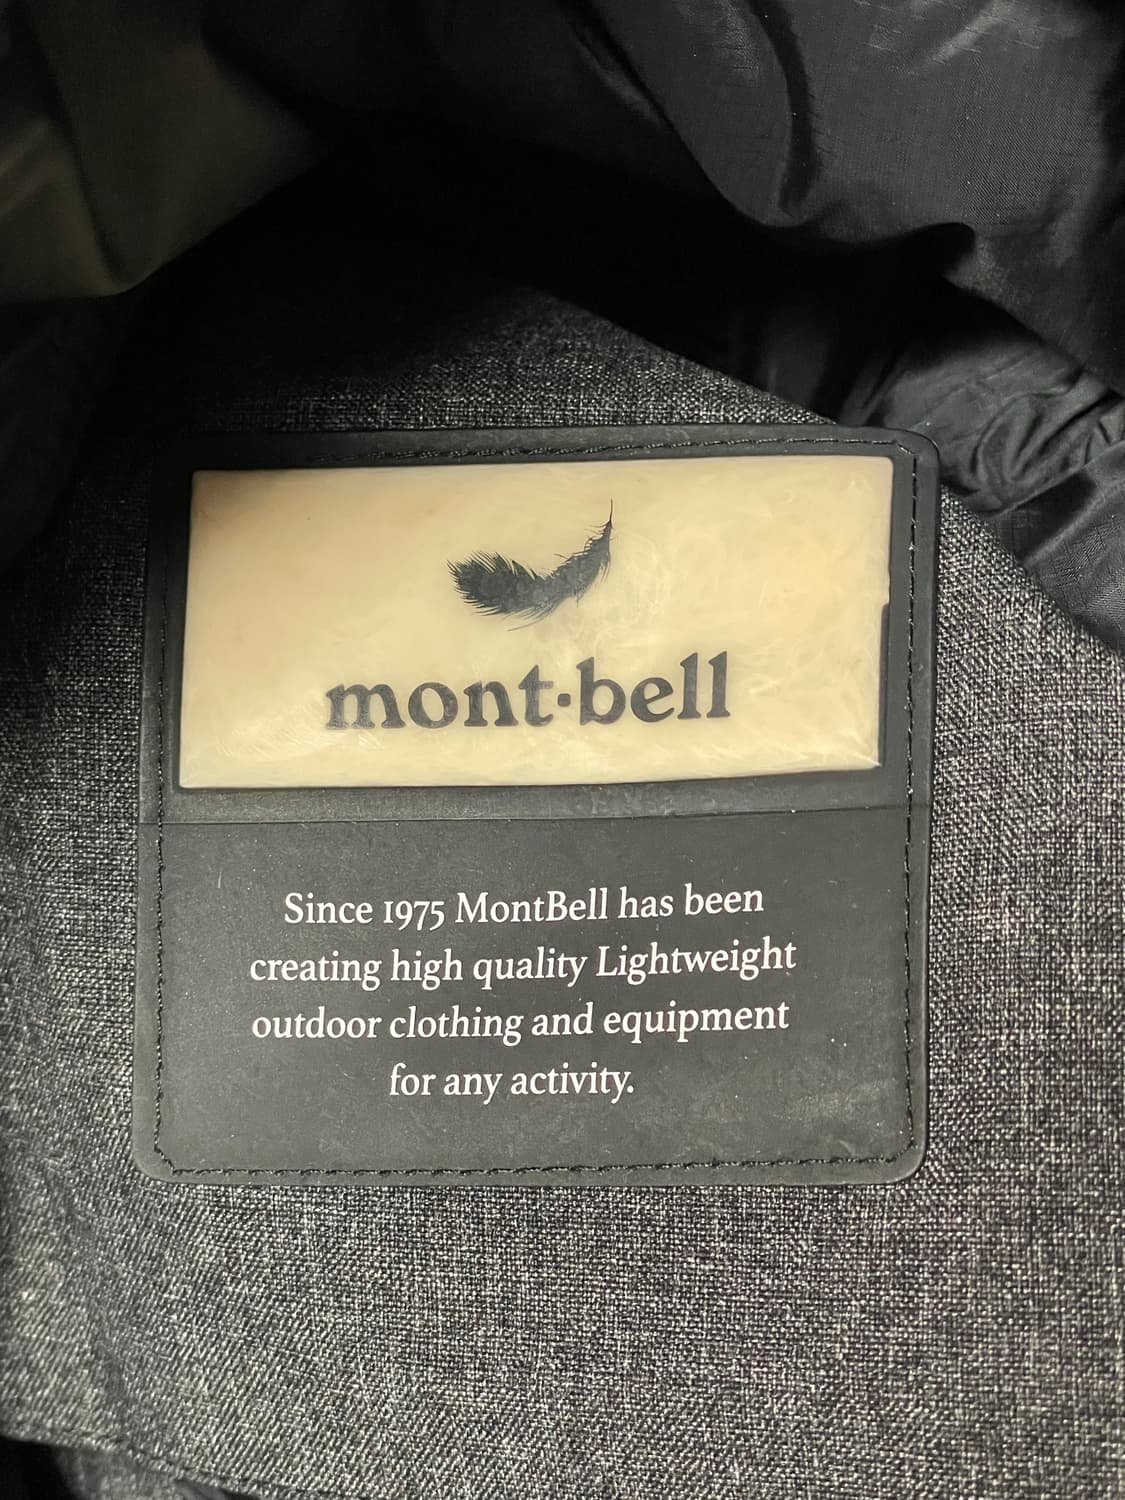 mont·bell
Since 1975 MontBell has been
creating high quality Lightweight
outdoor clothing and equipment
for any activity.